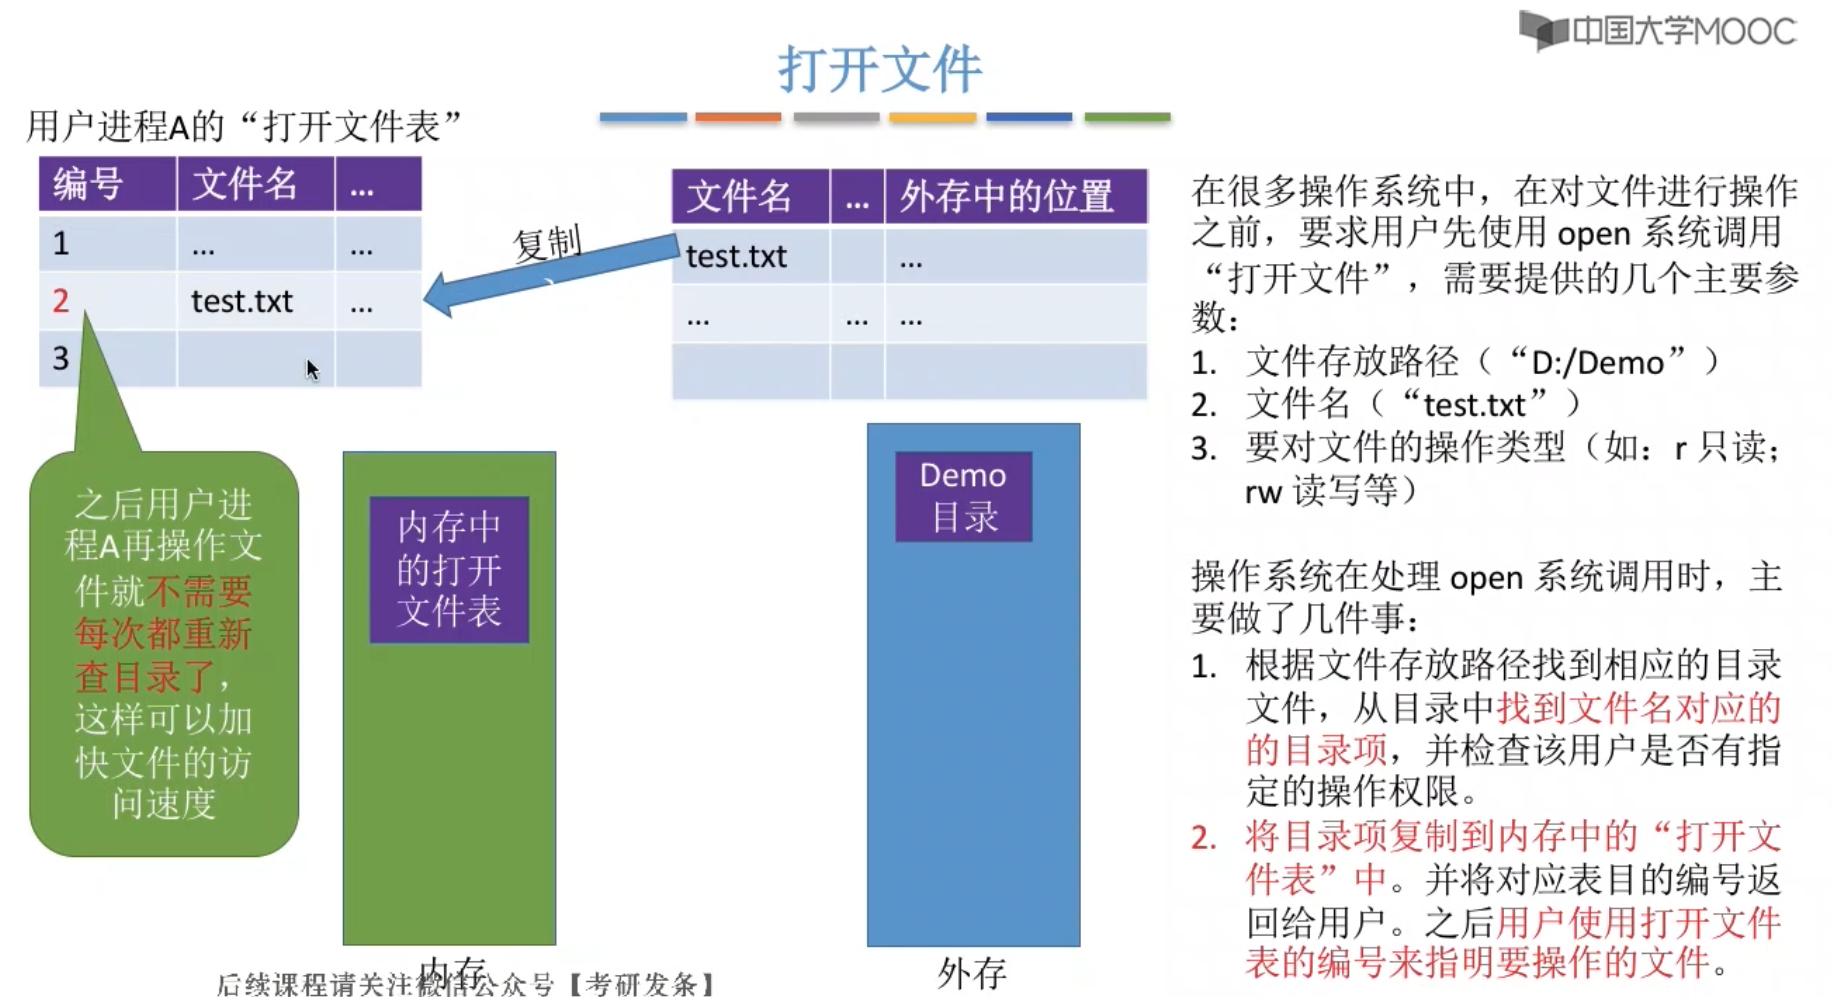 中国大学MOOC
打开文件
用户进程A的“打开文件表”
编号 文件名 ...
1 ... ...
2 test.txt ...
3
复制
文件名 ... 外存中的位置
test.txt ...
... ... ...
之后用户进
程A再操作文
件就不需要
每次都重新
查目录了，
这样可以加
快文件的访
问速度
内存中
的打开
文件表
内存
Demo
目录
外存
在很多操作系统中，在对文件进行操作
之前，要求用户先使用 open 系统调用
“打开文件”，需要提供的几个主要参
数：
1. 文件存放路径（“D:/Demo”）
2. 文件名（“test.txt”）
3. 要对文件的操作类型（如：r 只读；
rw 读写等）
操作系统在处理 open 系统调用时，主
要做了几件事：
1. 根据文件存放路径找到相应的目录
文件，从目录中找到文件名对应的
的目录项，并检查该用户是否有指
定的操作权限。
2. 将目录项复制到内存中的“打开文
件表”中。并将对应表目的编号返
回给用户。之后用户使用打开文件
表的编号来指明要操作的文件。
后续课程请关注微信公众号【考研发条】